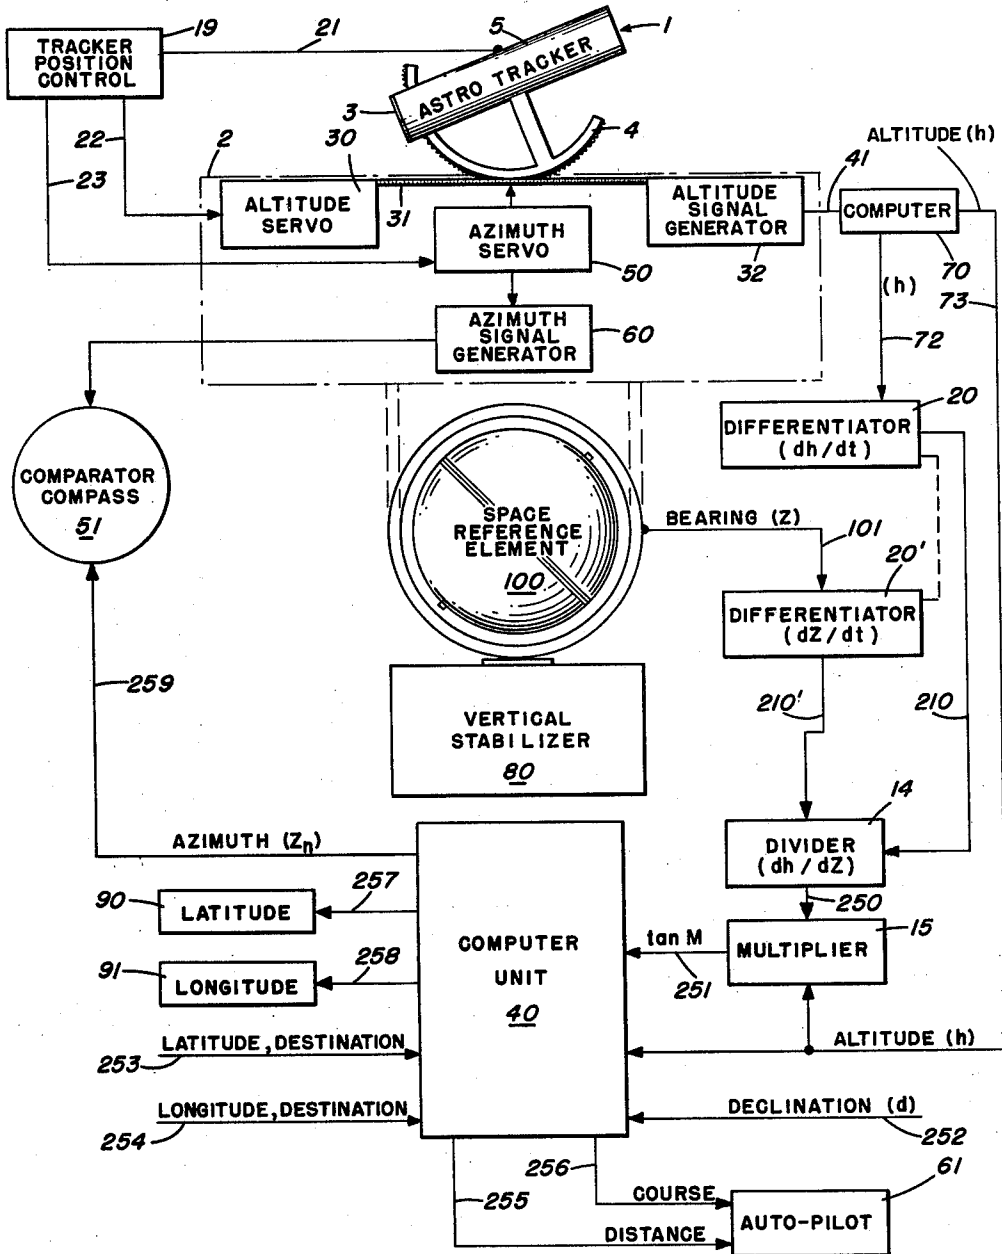 19
TRACKER
POSITION
CONTROL
21
5
1
ASTRO TRACKER
3
4
22
23
2
30
ALTITUDE
SERVO
31
AZIMUTH
SERVO
50
ALTITUDE
SIGNAL
GENERATOR
32
41
ALTITUDE (h)
COMPUTER
70
73
(h)
72
AZIMUTH
SIGNAL
GENERATOR
60
20
DIFFERENTIATOR
(dh/dt)
COMPARATOR
COMPASS
51
SPACE
REFERENCE
ELEMENT
100
BEARING (Z)
101
20'
DIFFERENTIATOR
(dZ/dt)
259
VERTICAL
STABILIZER
80
210'
210
14
DIVIDER
(dh/dZ)
250
AZIMUTH (Zn)
90
LATITUDE
257
COMPUTER
UNIT
40
tan M
251
MULTIPLIER
15
91
LONGITUDE
258
LATITUDE, DESTINATION
253
ALTITUDE (h)
LONGITUDE, DESTINATION
254
DECLINATION (d)
252
255
256
COURSE
DISTANCE
61
AUTO-PILOT